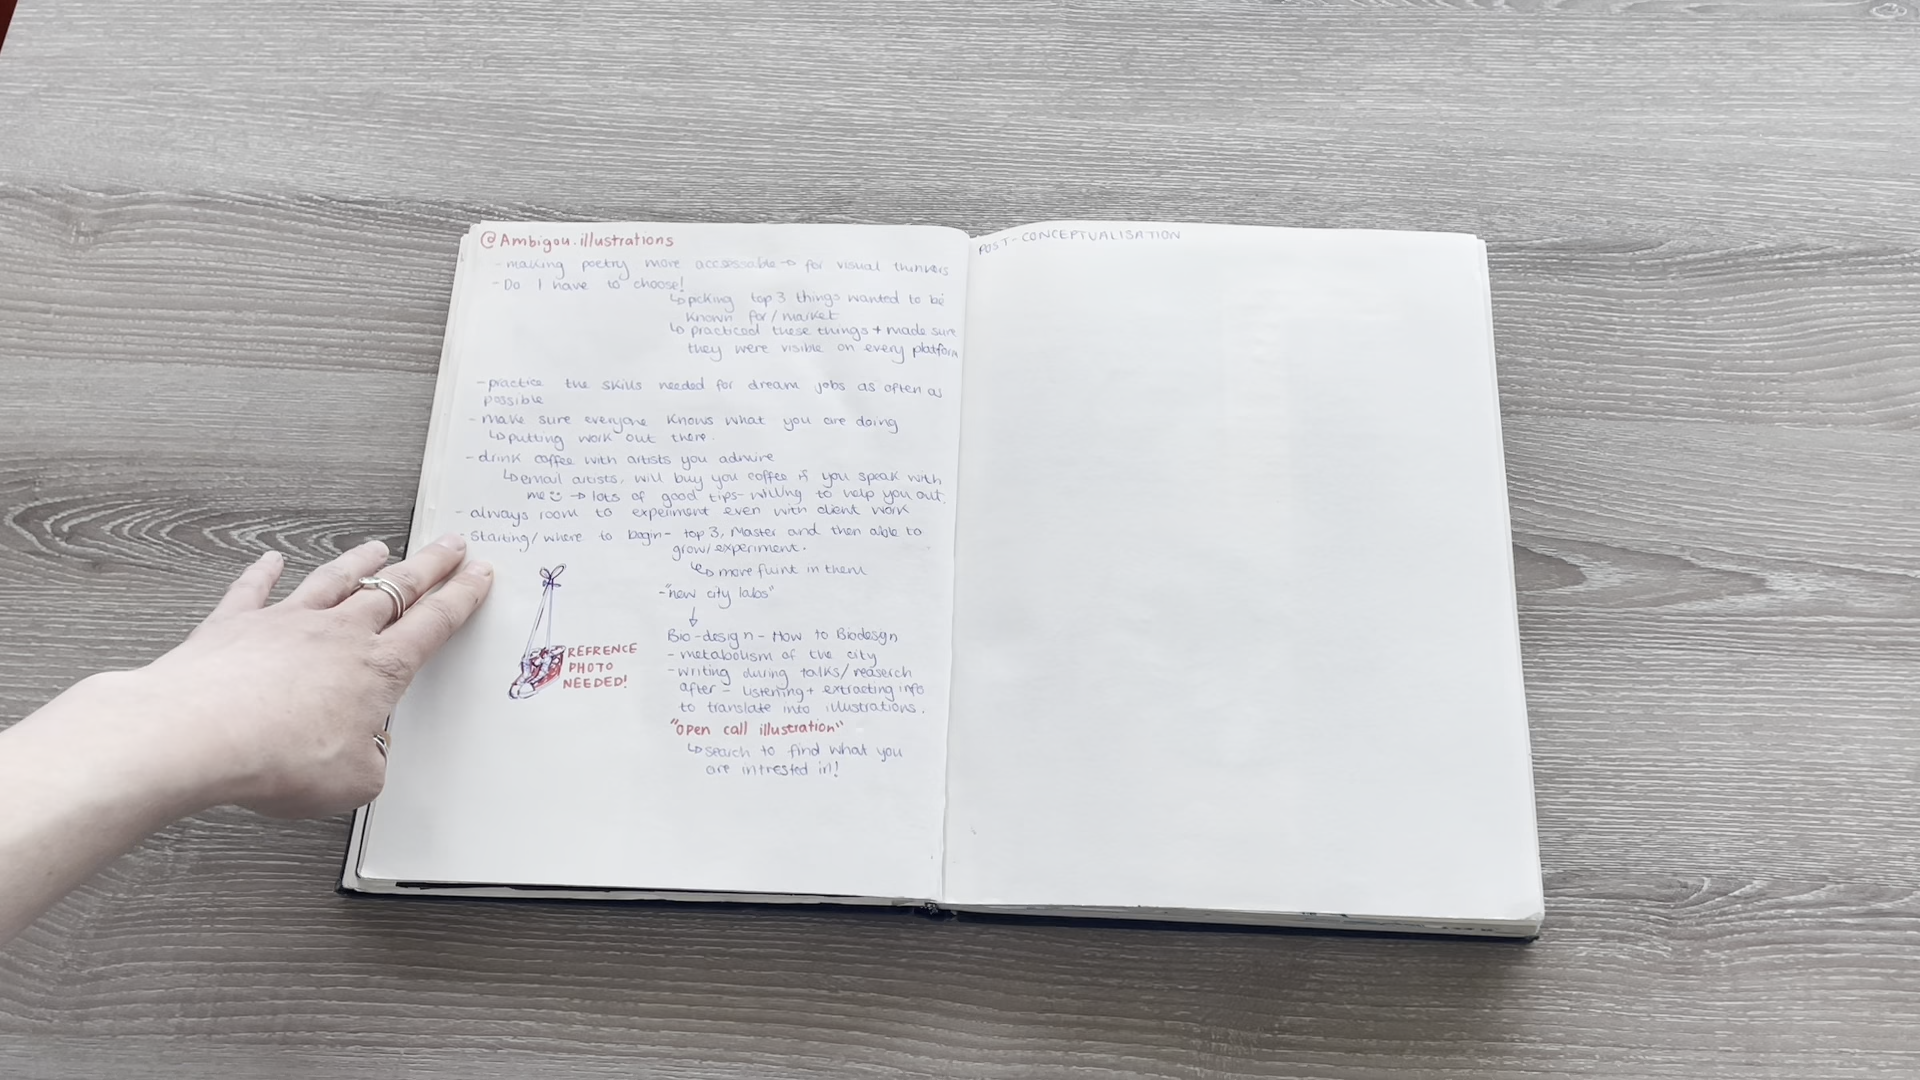 @Ambigou.illustrations
- making poetry more accessable → for visual thinkers
- Do I have to choose!
↳ picking top 3 things wanted to be
known for/market
↳ practiced these things + made sure
they were visible on every platform
- practice the skills needed for dream jobs as often as
possible
- make sure everyone knows what you are doing
↳ putting work out there.
- drink coffee with artists you admire
↳ email artists, will buy you coffee if you speak with
me → lots of good tips - willing to help you out.
- always room to experiment even with client work
- Starting/where to begin - top 3, Master and then able to
grow/experiment.
↳ more in them
- "new city labs"
↓
Bio-design - How to Biodesgn
- metabolism of the city
- writing during talks/reaserch
after - listening + extracting info
to translate into illustrations.
"open call illustration"
↳ search to find what you
are intrested in!
REFRENCE
PHOTO
NEEDED!
POST-CONCEPTUALISATION